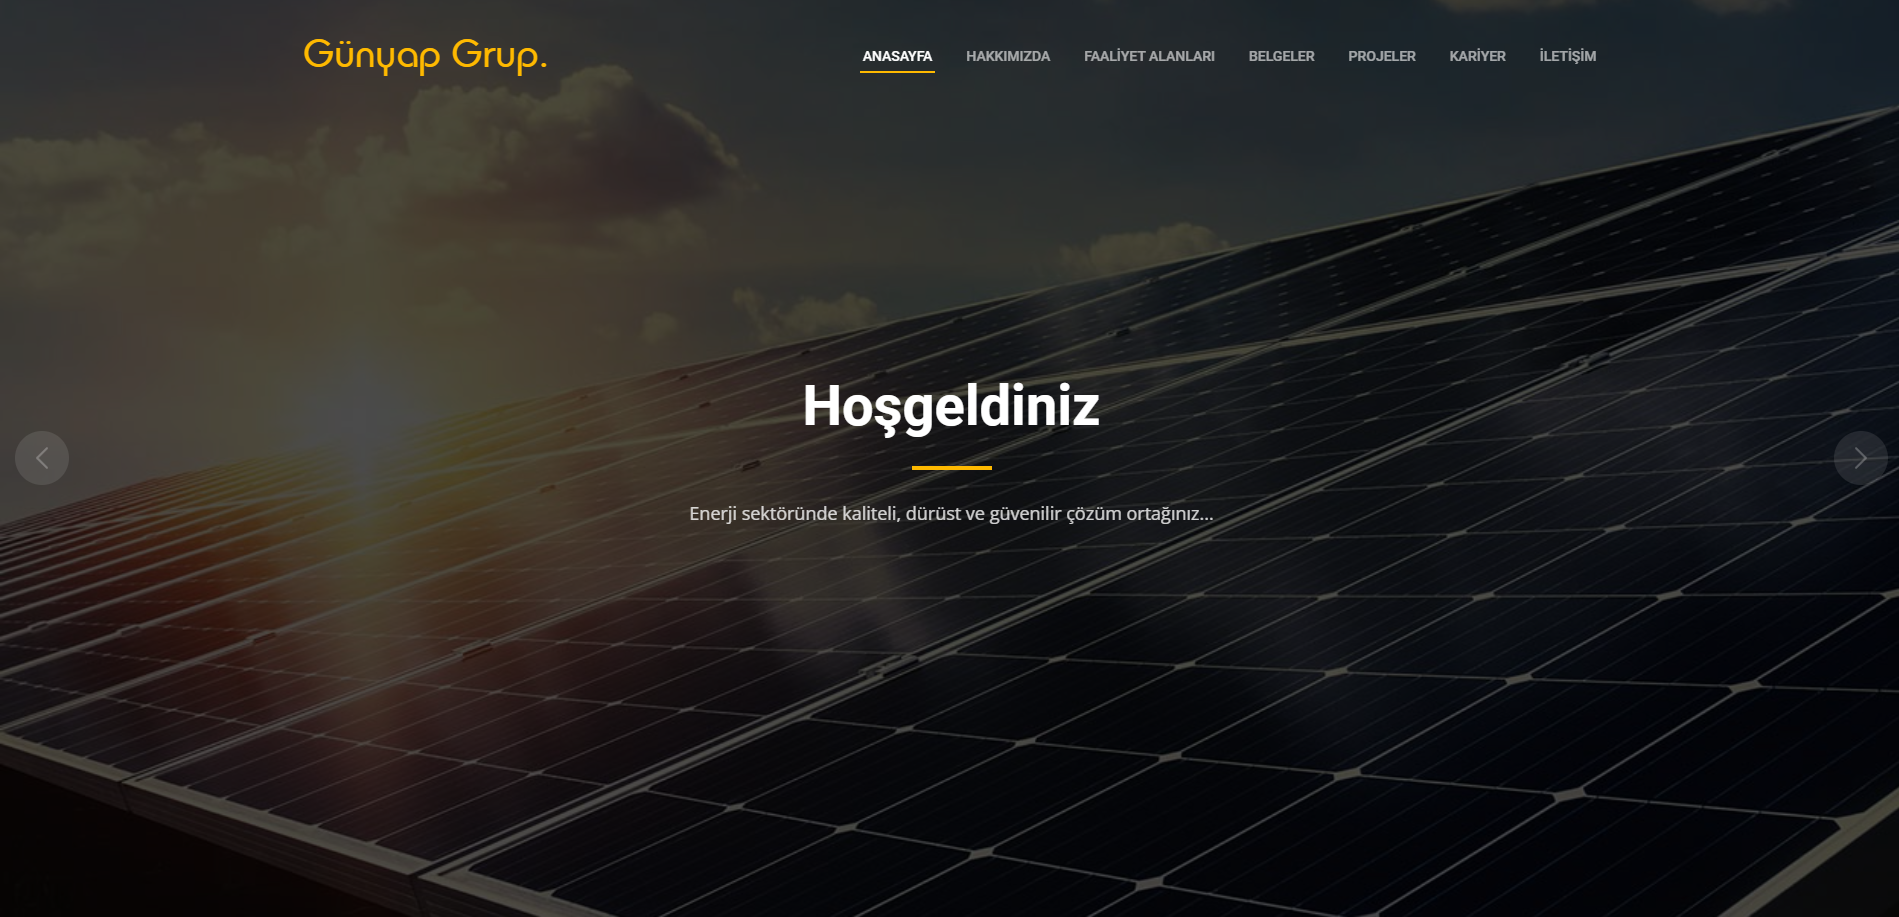 Günyap Grup.
ANASAYFA HAKKIMIZDA FAALİYET ALANLARI BELGELER PROJELER KARİYER İLETİŞİM
Hoşgeldiniz
Enerji sektöründe kaliteli, dürüst ve güvenilir çözüm ortağınız...